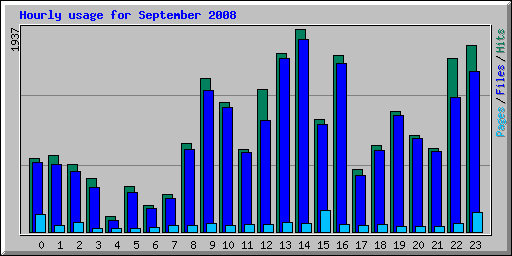 Hourly usage for September 2008
1937
Pages/Files/Hits
0 1 2 3 4 5 6 7 8 9 10 11 12 13 14 15 16 17 18 19 20 21 22 23